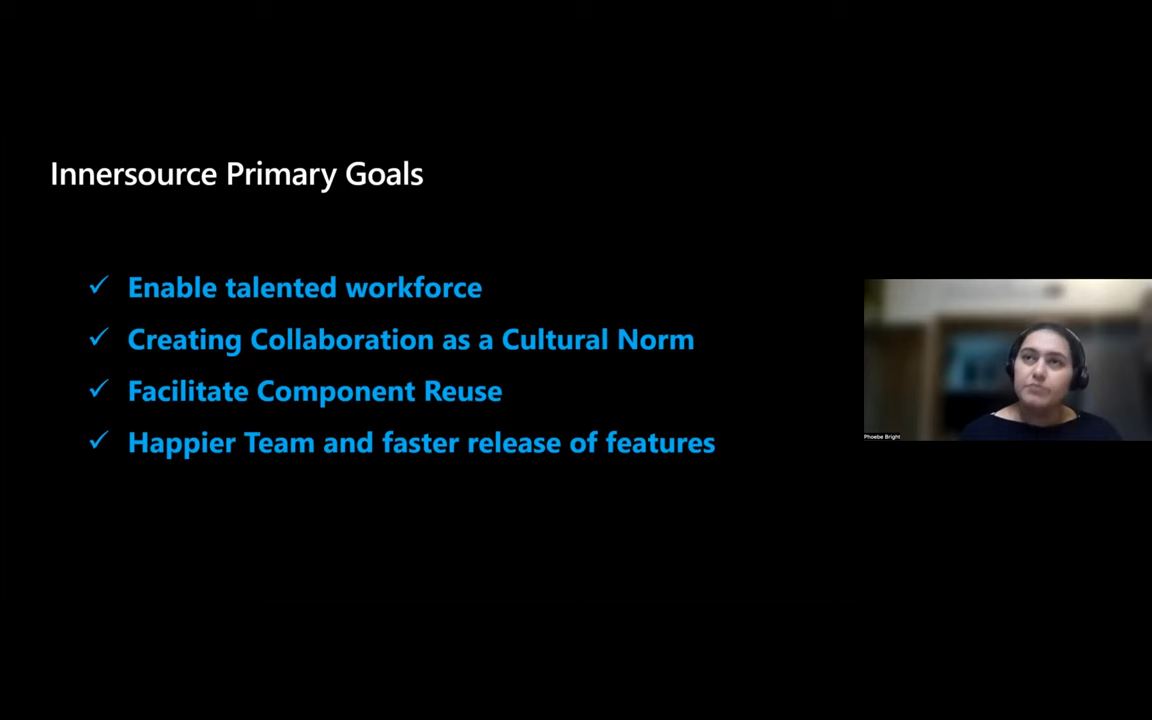 Innersource Primary Goals
✓ Enable talented workforce
✓ Creating Collaboration as a Cultural Norm
✓ Facilitate Component Reuse
✓ Happier Team and faster release of features
Phoebe Bright